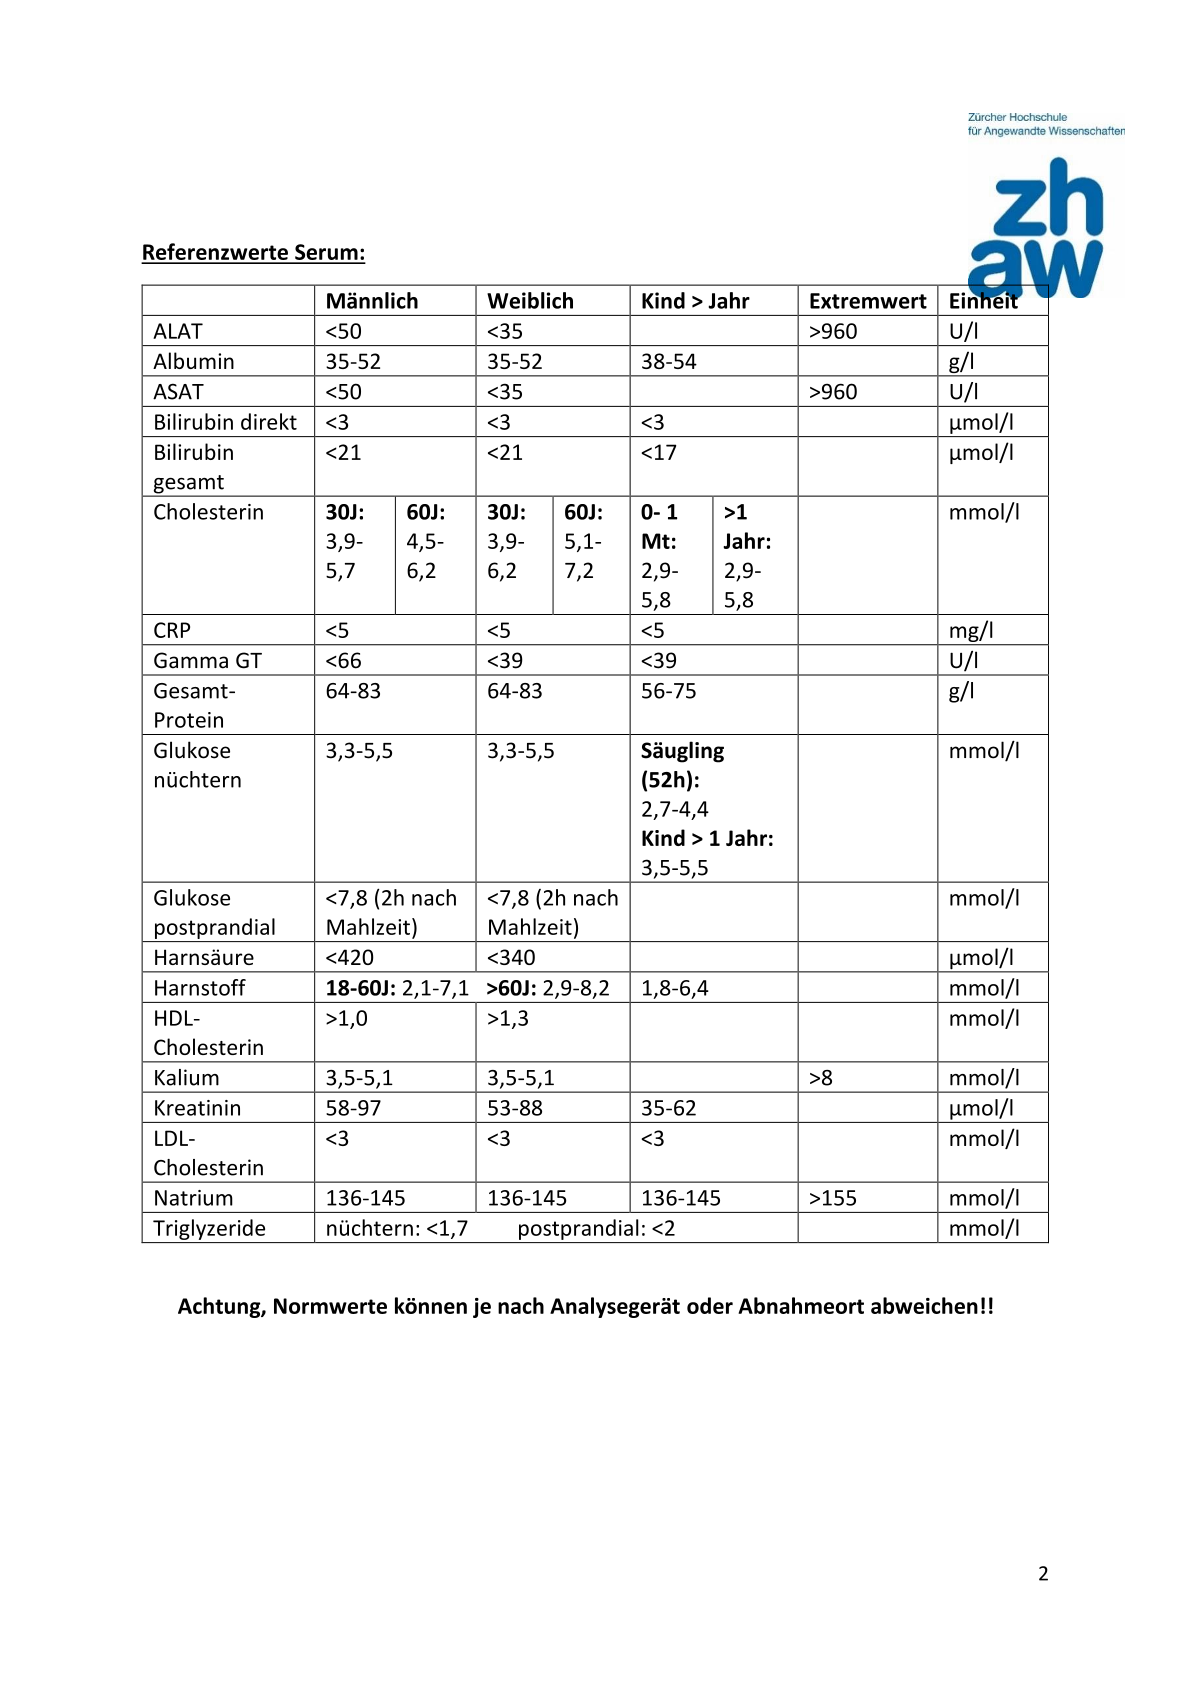 Zürcher Hochschule
für Angewandte Wissenschaften
zh
aw
Referenzwerte Serum:
Männlich Weiblich Kind > Jahr Extremwert Einheit
ALAT <50 <35 >960 U/l
Albumin 35-52 35-52 38-54 g/l
ASAT <50 <35 >960 U/l
Bilirubin direkt <3 <3 <3 µmol/l
Bilirubin <21 <21 <17 µmol/l
gesamt
Cholesterin 30J: 60J: 30J: 60J: 0- 1 >1 mmol/l
3,9- 4,5- 3,9- 5,1- Mt: Jahr:
5,7 6,2 6,2 7,2 2,9- 2,9-
5,8 5,8
CRP <5 <5 <5 mg/l
Gamma GT <66 <39 <39 U/l
Gesamt- 64-83 64-83 56-75 g/l
Protein
Glukose 3,3-5,5 3,3-5,5 Säugling mmol/l
nüchtern (52h):
2,7-4,4
Kind > 1 Jahr:
3,5-5,5
Glukose <7,8 (2h nach <7,8 (2h nach mmol/l
postprandial Mahlzeit) Mahlzeit)
Harnsäure <420 <340 µmol/l
Harnstoff 18-60J: 2,1-7,1 >60J: 2,9-8,2 1,8-6,4 mmol/l
HDL- >1,0 >1,3 mmol/l
Cholesterin
Kalium 3,5-5,1 3,5-5,1 >8 mmol/l
Kreatinin 58-97 53-88 35-62 µmol/l
LDL- <3 <3 <3 mmol/l
Cholesterin
Natrium 136-145 136-145 136-145 >155 mmol/l
Triglyzeride nüchtern: <1,7 postprandial: <2 mmol/l
Achtung, Normwerte können je nach Analysegerät oder Abnahmeort abweichen!!
2